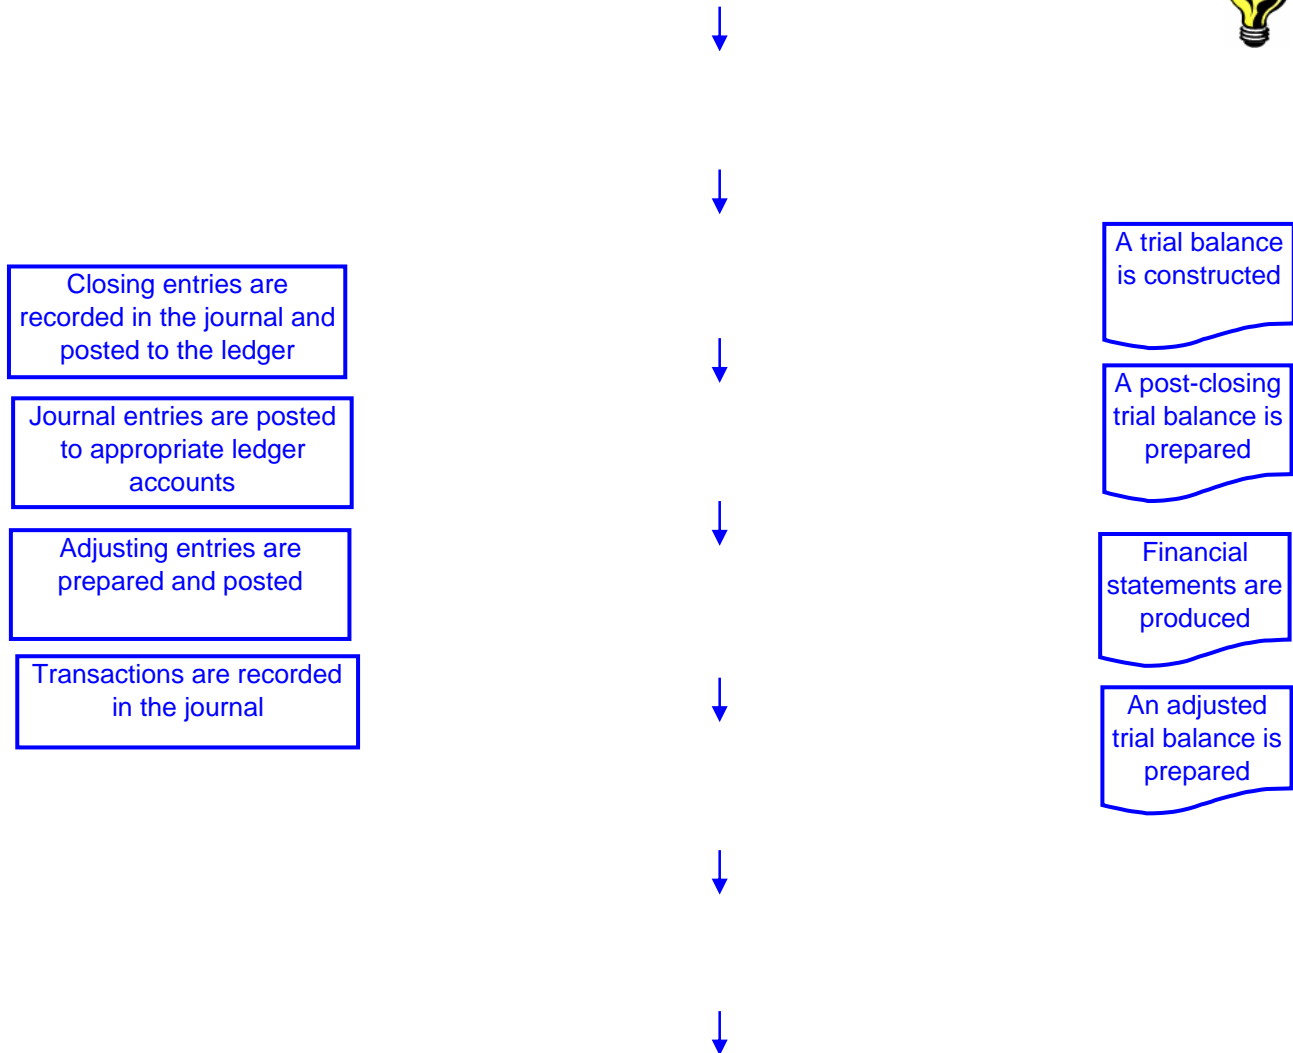 Closing entries are
recorded in the journal and
posted to the ledger
Journal entries are posted
to appropriate ledger
accounts
Adjusting entries are
prepared and posted
Transactions are recorded
in the journal
A trial balance
is constructed
A post-closing
trial balance is
prepared
Financial
statements are
produced
An adjusted
trial balance is
prepared